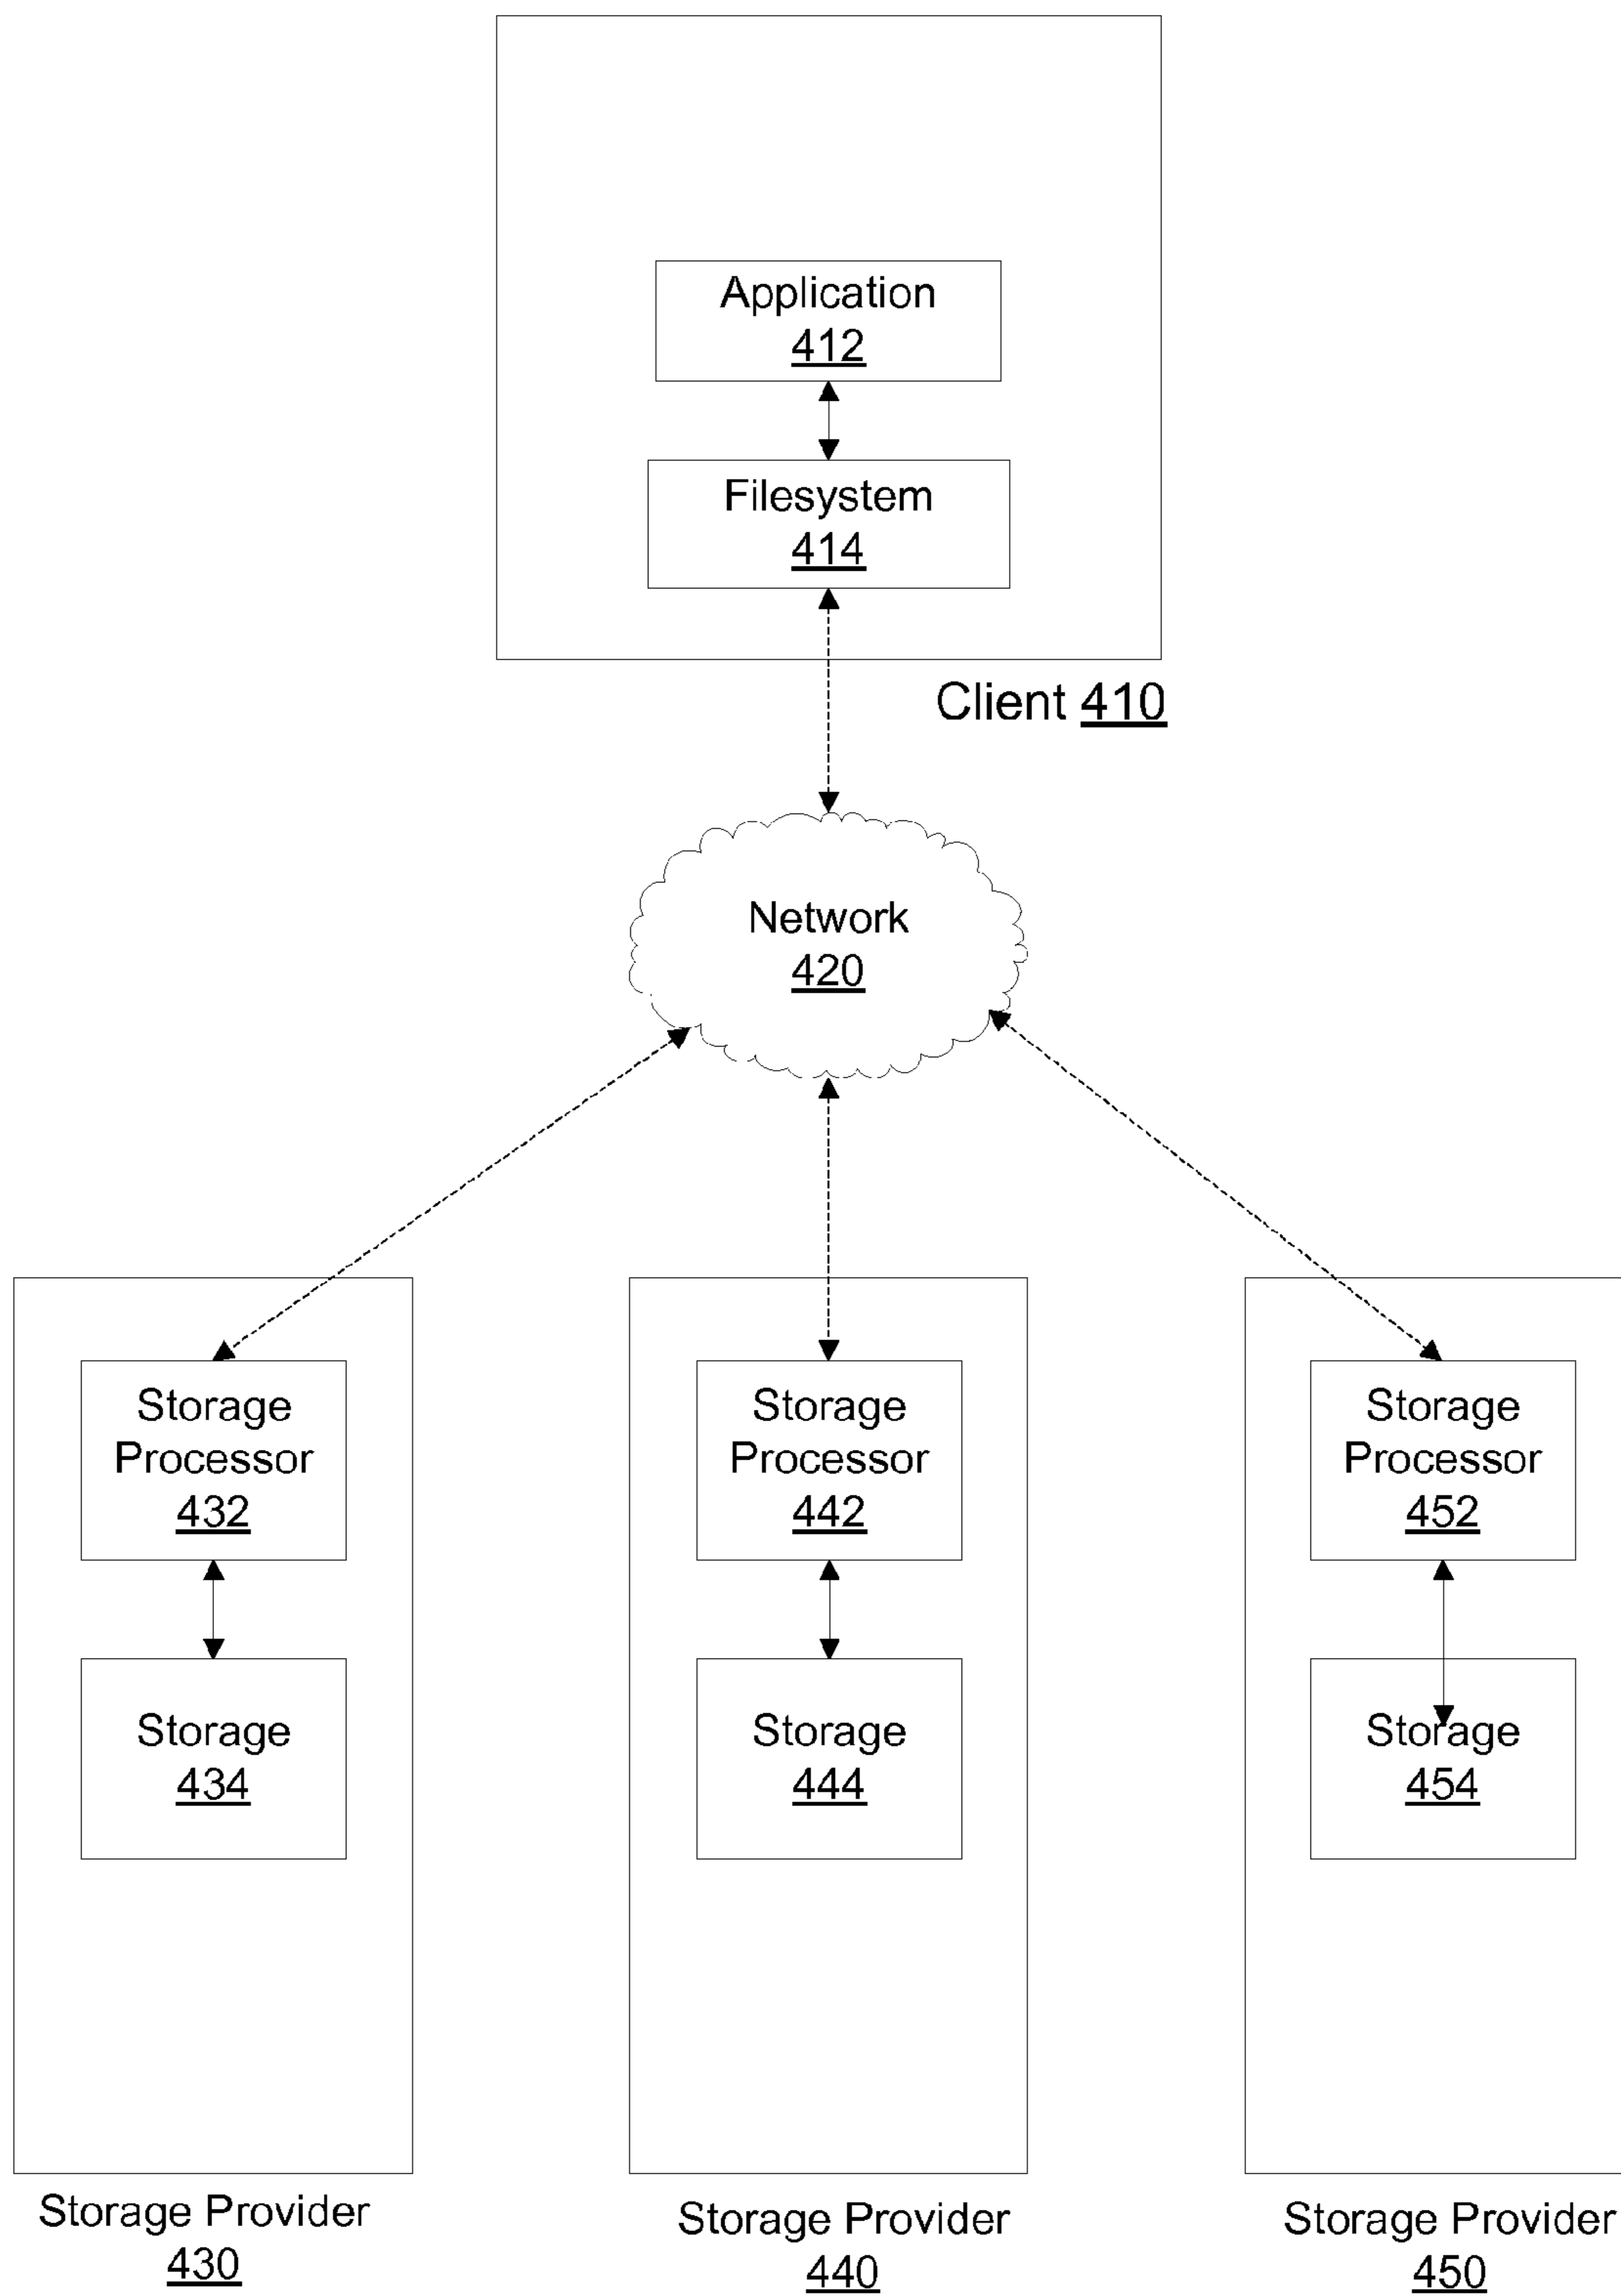 Application
412
Filesystem
414
Client 410
Network
420
Storage
Processor
432
Storage
434
Storage Provider
430
Storage
Processor
442
Storage
444
Storage Provider
440
Storage
Processor
452
Storage
454
Storage Provider
450